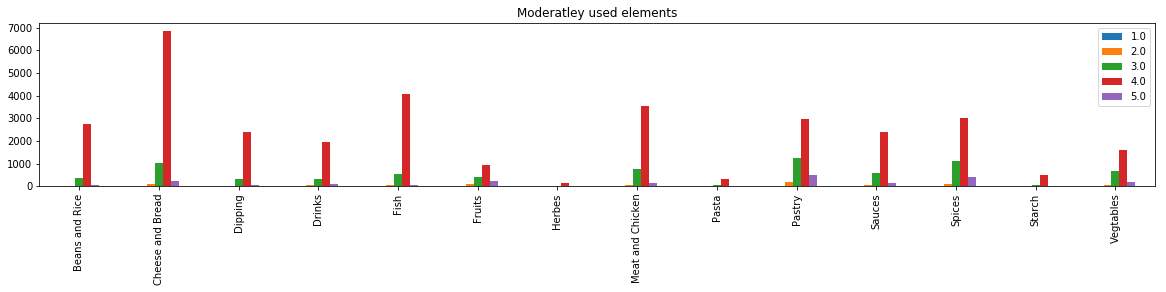 Moderatley used elements
7000
6000
5000
4000
3000
2000
1000
0
1.0
2.0
3.0
4.0
5.0
Beans and Rice
Cheese and Bread
Dipping
Drinks
Fish
Fruits
Herbes
Meat and Chicken
Pasta
Pastry
Sauces
Spices
Starch
Vegtables